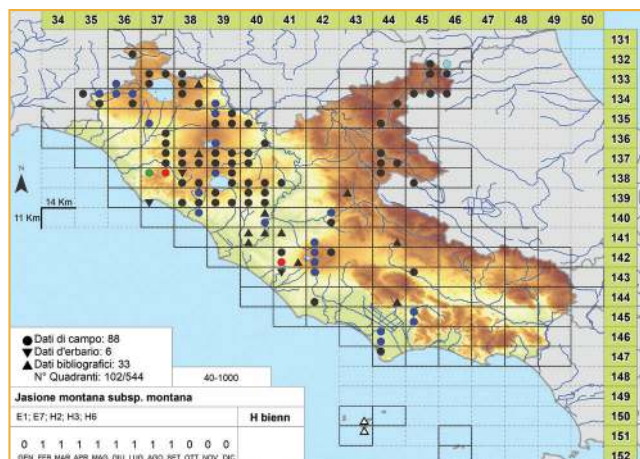 34 35 36 37 38 39 40 41 42 43 44 45 46 47 48 49 50
131
132
133
134
135
136
137
138
139
140
141
142
143
144
145
146
147
148
149
150
151
152
N
14 Km
11 Km
Dati di campo: 88
Dati d'erbario: 6
Dati bibliografici: 33
N° Quadranti: 102/544 40-1000
Jasione montana subsp. montana
E1; E7; H2; H3; H6 H bienn
0 1 1 1 1 1 1 1 1 0 0 0
GEN FEB MAR APR MAG GIU LUG AGO SET OTT NOV DIC